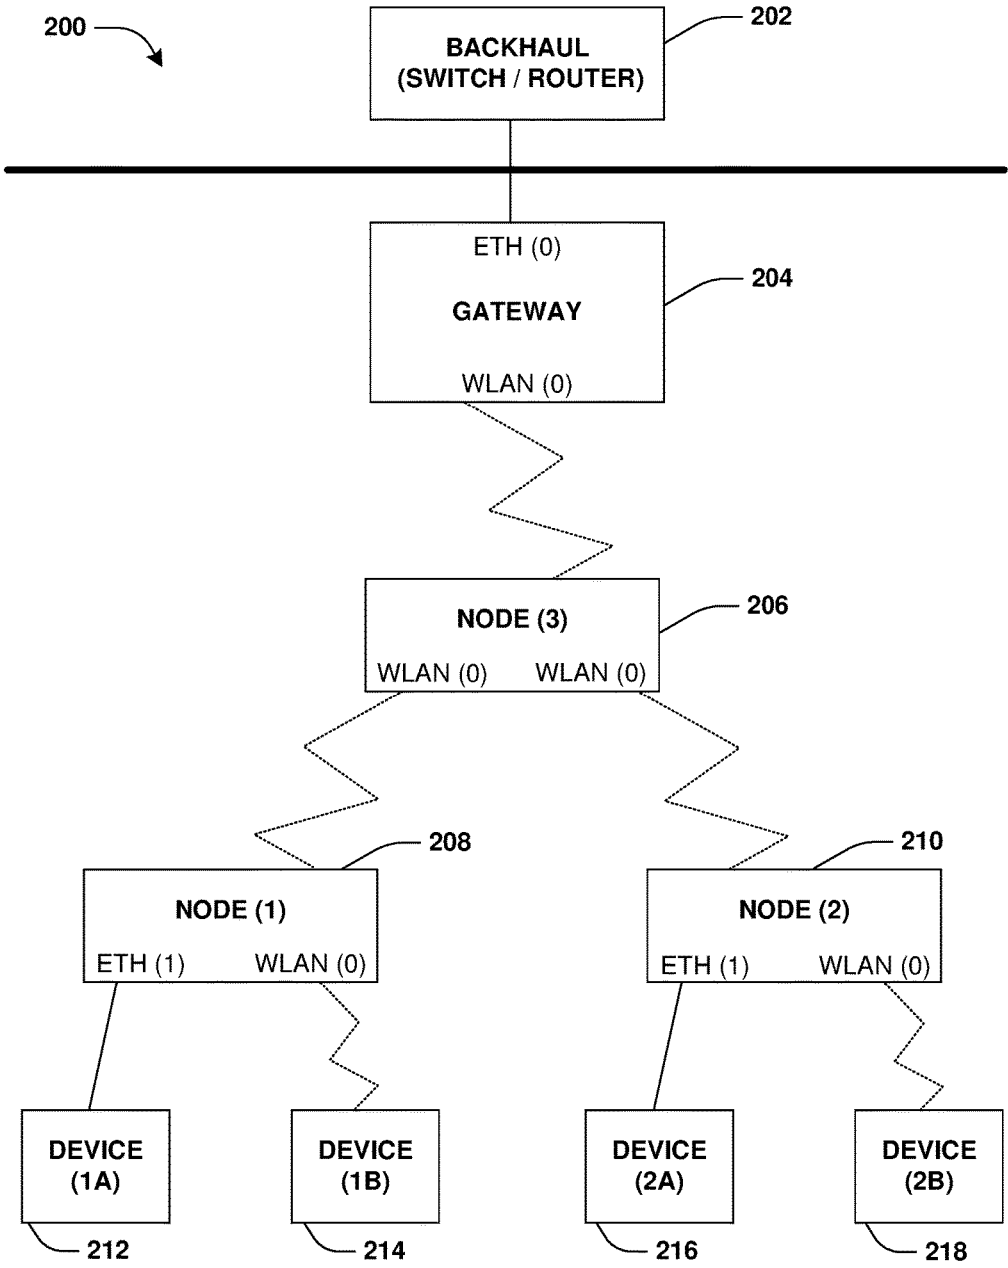 200
202
BACKHAUL
(SWITCH / ROUTER)
ETH (0)
204
GATEWAY
WLAN (0)
206
NODE (3)
WLAN (0) WLAN (0)
208
210
NODE (1)
NODE (2)
ETH (1) WLAN (0)
ETH (1) WLAN (0)
DEVICE
(1A)
DEVICE
(1B)
DEVICE
(2A)
DEVICE
(2B)
212
214
216
218